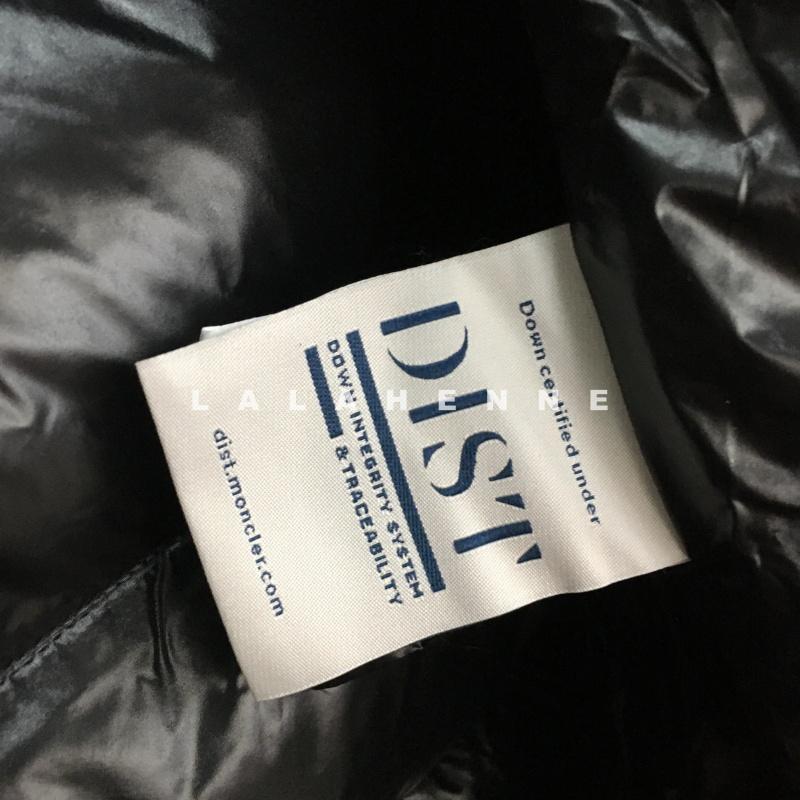 Down certified under
DIST
DOWN INTEGRITY SYSTEM
& TRACEABILITY
dist.moncler.com
LALAHENNE